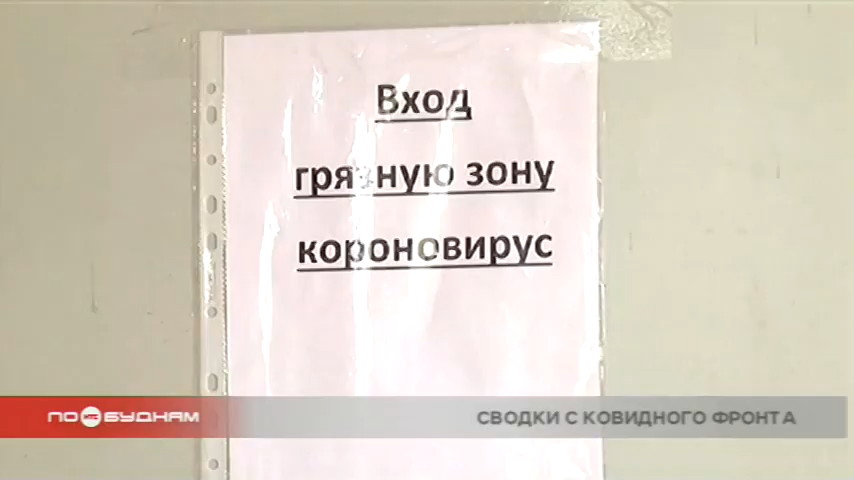 Вход
грязную зону
короновирус
ПО БУДНЯМ
СВОДКИ С КОВИДНОГО ФРОНТА